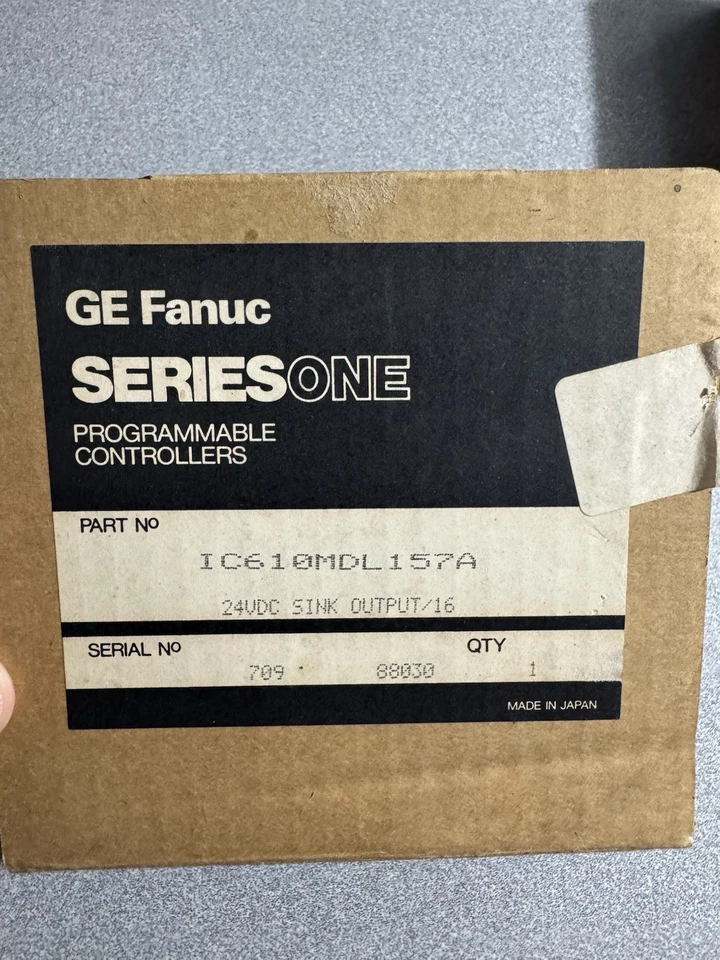 GE Fanuc
SERIESONE
PROGRAMMABLE
CONTROLLERS
PART Nº
IC610MDL157A
24VDC SINK OUTPUT/16
SERIAL Nº QTY
709 88030 1
MADE IN JAPAN